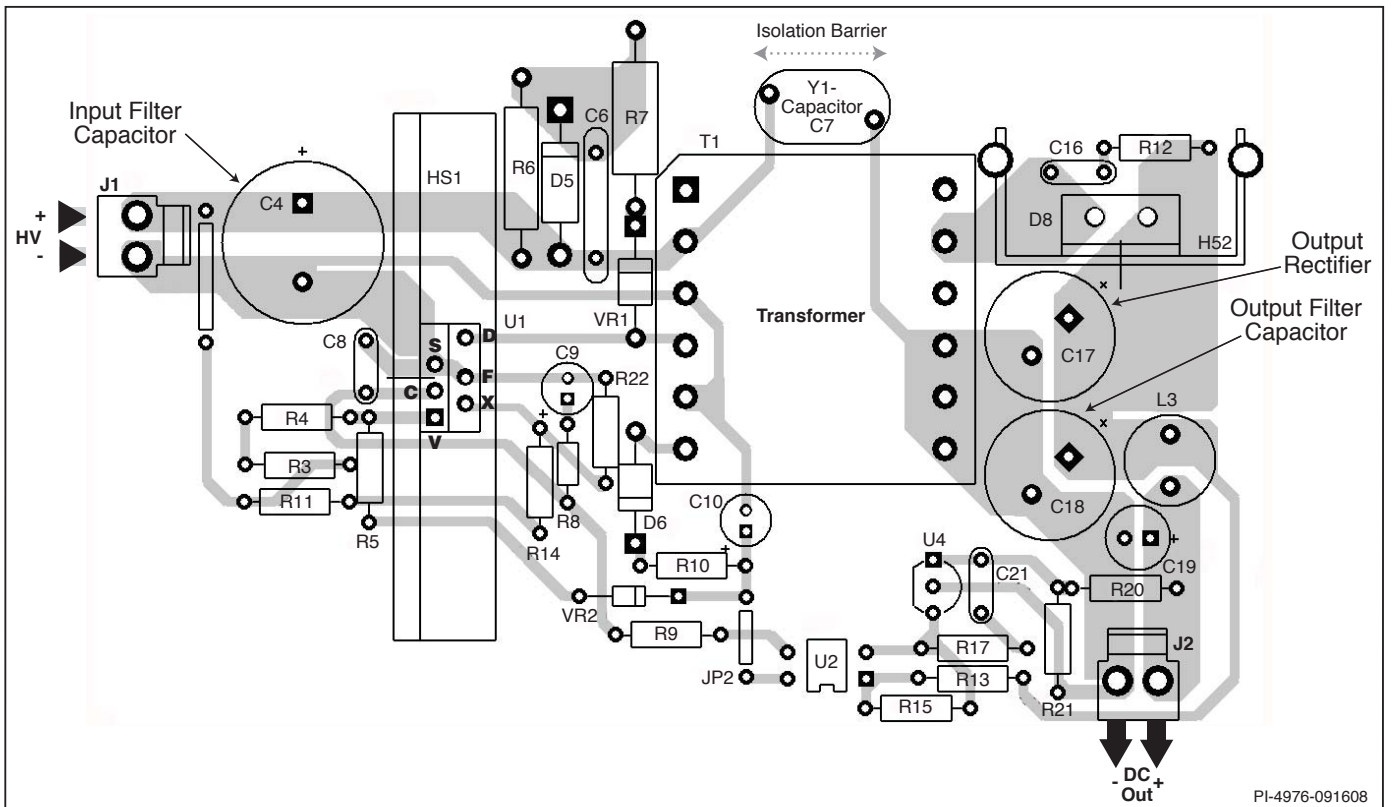 Isolation Barrier
Y1-
Capacitor
C7
Input Filter
Capacitor
+
J1
+
HV
-
C4
HS1
R6
D5
C6
R7
T1
C16
R12
D8
H52
Output
Rectifier
Output Filter
Capacitor
Transformer
VR1
U1
D
S
F
C
X
V
C8
C9
R22
+
×
C17
×
C18
L3
R4
R3
R11
R5
R14
R8
D6
C10
+
R10
VR2
R9
JP2
U2
U4
C21
R17
R13
R15
R21
R20
C19
+
J2
- DC +
Out
PI-4976-091608